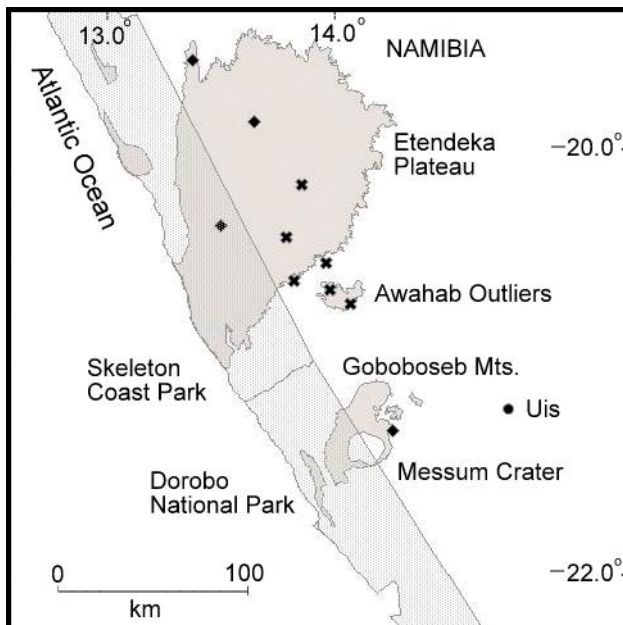 13.0°
14.0°
NAMIBIA
Atlantic Ocean
Etendeka
Plateau
–20.0°
Awahab Outliers
Skeleton
Coast Park
Goboboseb Mts.
Uis
Messum Crater
Dorobo
National Park
–22.0°
0 100
km